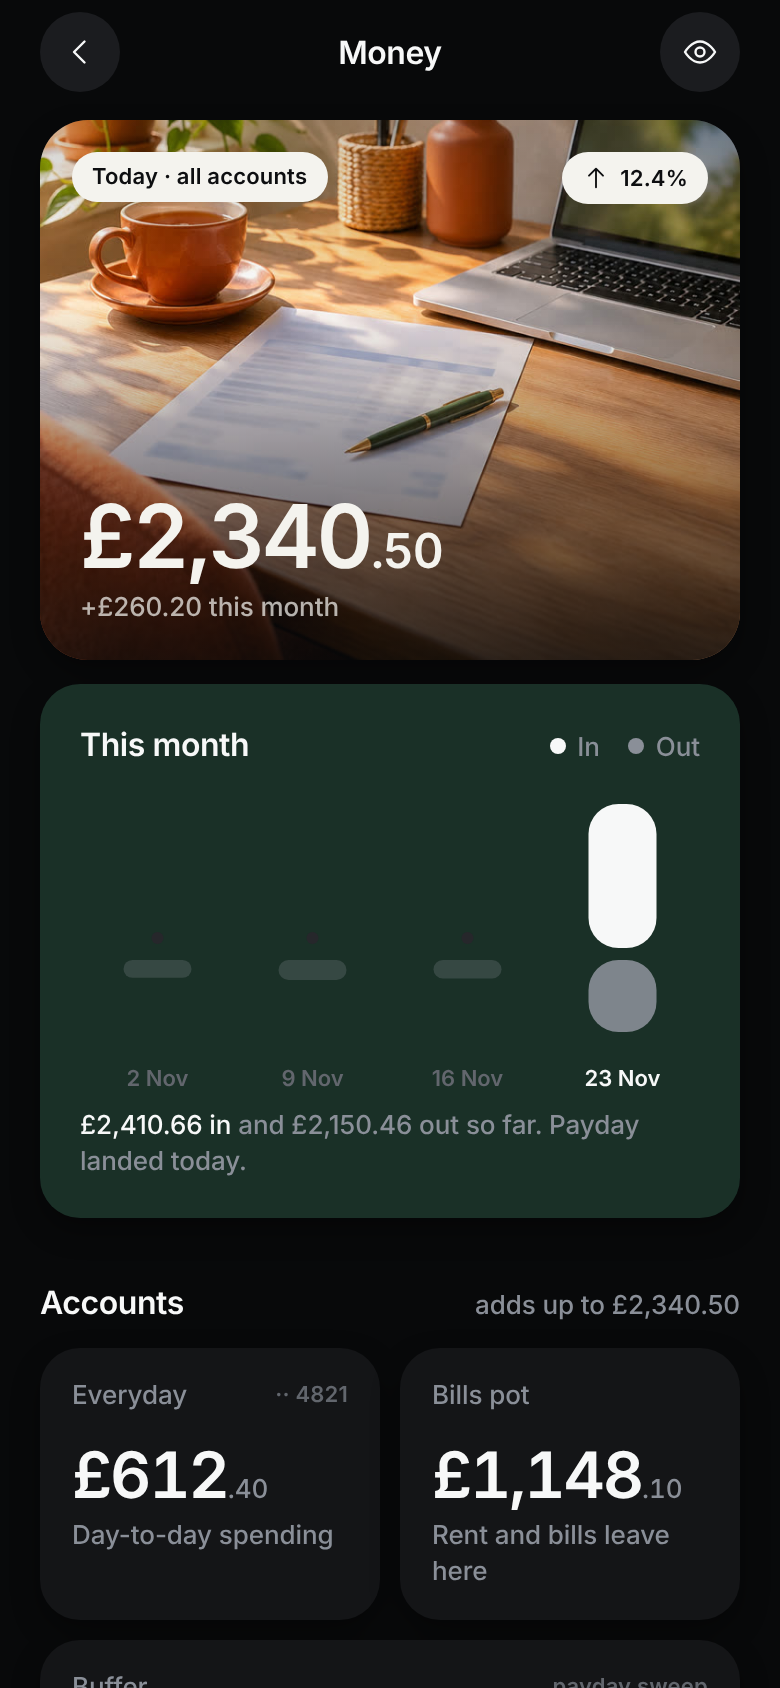 Money
Today · all accounts
↑ 12.4%
£2,340.50
+£260.20 this month
This month
In
Out
2 Nov
9 Nov
16 Nov
23 Nov
£2,410.66 in and £2,150.46 out so far. Payday
landed today.
Accounts
adds up to £2,340.50
Everyday
·· 4821
£612.40
Day-to-day spending
Bills pot
£1,148.10
Rent and bills leave
here
Buffer
payday sweep